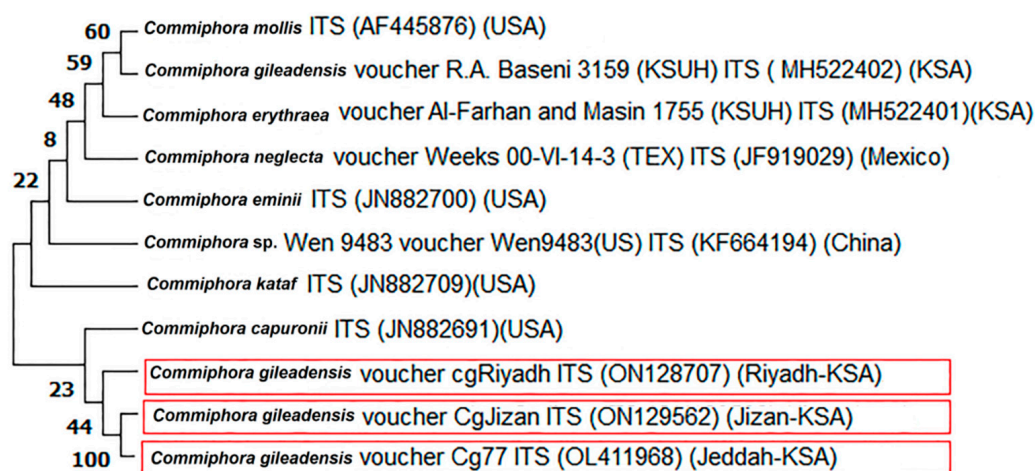 60
Commiphora mollis ITS (AF445876) (USA)
59
Commiphora gileadensis voucher R.A. Baseni 3159 (KSUH) ITS ( MH522402) (KSA)
48
Commiphora erythraea voucher Al-Farhan and Masin 1755 (KSUH) ITS (MH522401)(KSA)
8
Commiphora neglecta voucher Weeks 00-VI-14-3 (TEX) ITS (JF919029) (Mexico)
22
Commiphora eminii ITS (JN882700) (USA)
Commiphora sp. Wen 9483 voucher Wen9483(US) ITS (KF664194) (China)
Commiphora kataf ITS (JN882709)(USA)
Commiphora capuronii ITS (JN882691)(USA)
Commiphora gileadensis voucher cgRiyadh ITS (ON128707) (Riyadh-KSA)
23
Commiphora gileadensis voucher CgJizan ITS (ON129562) (Jizan-KSA)
44
Commiphora gileadensis voucher Cg77 ITS (OL411968) (Jeddah-KSA)
100